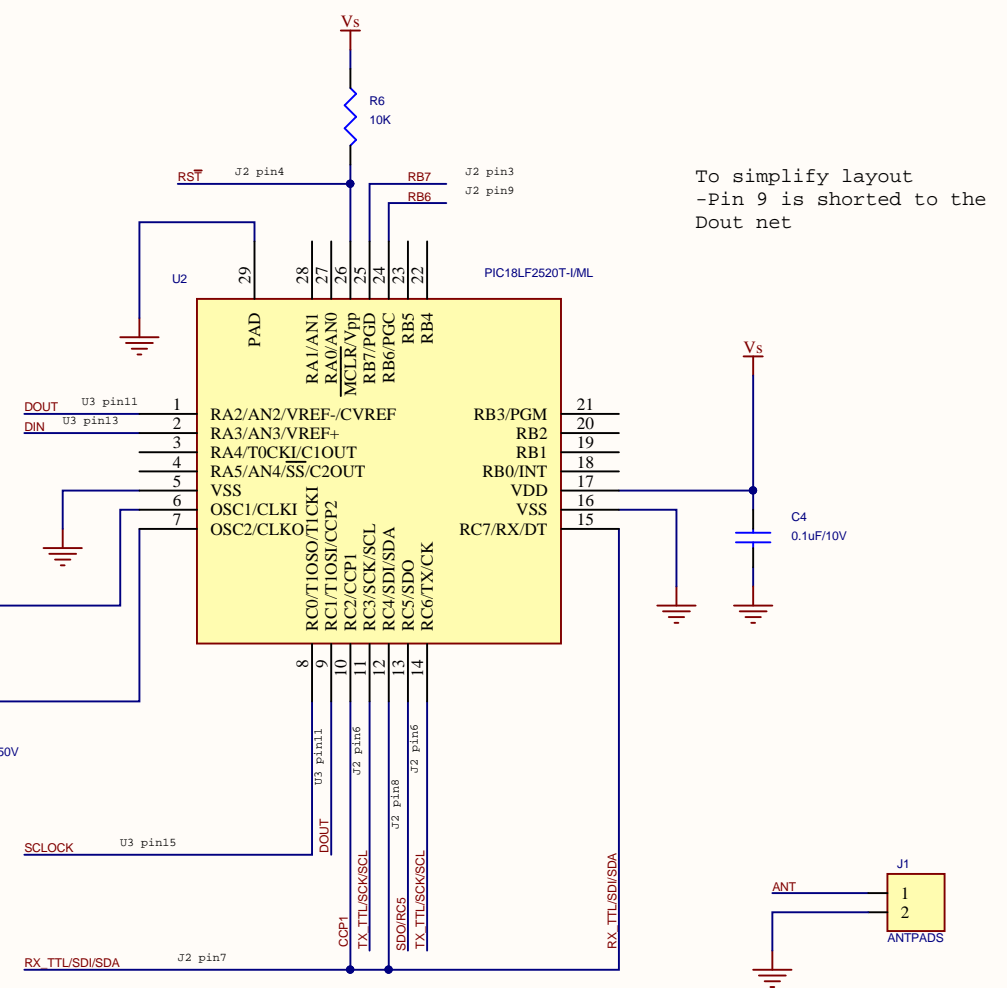 Vs
R6
10K
RST
J2 pin4
RB7
J2 pin3
RB6
J2 pin9
To simplify layout
-Pin 9 is shorted to the
Dout net
29
28
27
26
25
24
23
22
U2
PIC18LF2520T-I/ML
PAD
RA1/AN1
RA0/AN0
MCLR/Vpp
RB7/PGD
RB6/PGC
RB5
RB4
Vs
DOUT
U3 pin11
1
RA2/AN2/VREF-/CVREF
DIN
U3 pin13
2
RA3/AN3/VREF+
3
RA4/T0CKI/C1OUT
4
RA5/AN4/SS/C2OUT
5
VSS
6
OSC1/CLKI
7
OSC2/CLKO
RB3/PGM
21
RB2
20
RB1
19
RB0/INT
18
VDD
17
VSS
16
RC7/RX/DT
15
C4
0.1uF/10V
RC0/T1OSO/T1CKI
RC1/T1OSI/CCP2
RC2/CCP1
RC3/SCK/SCL
RC4/SDI/SDA
RC5/SDO
RC6/TX/CK
8
9
10
11
12
13
14
50V
U3 pin11
J2 pin6
J2 pin8
J2 pin6
SCLOCK
U3 pin15
DOUT
CCP1
TX_TTL/SCK/SCL
SDO/RC5
TX_TTL/SCK/SCL
RX_TTL/SDI/SDA
RX_TTL/SDI/SDA
J2 pin7
J1
ANT
1
2
ANTPADS